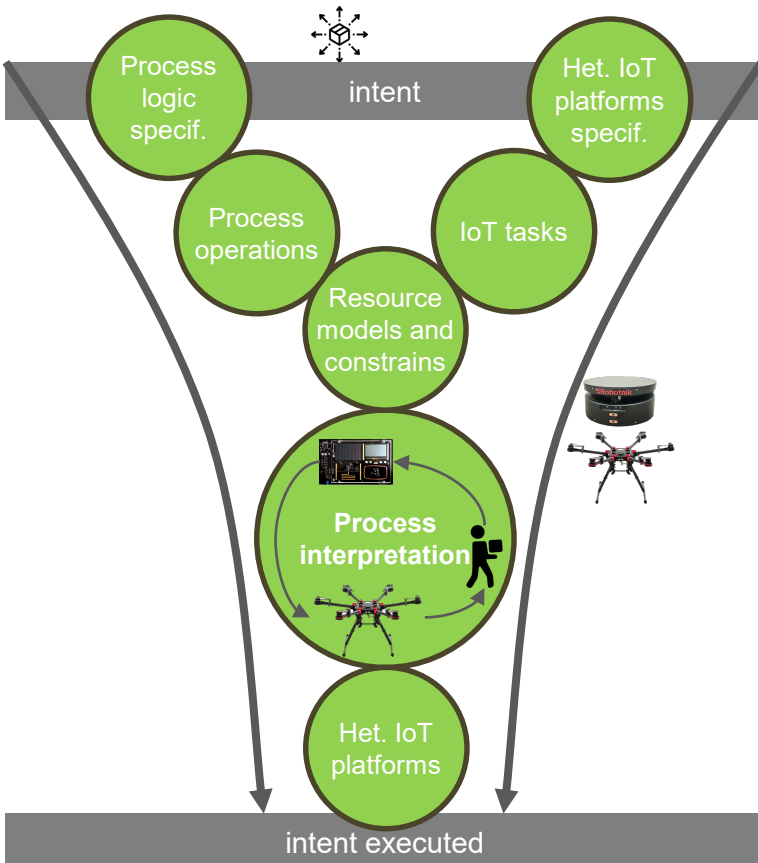 Process
logic
specif.
intent
Het. IoT
platforms
specif.
Process
operations
IoT tasks
Resource
models and
constrains
Robotnik
Process
interpretation
Het. IoT
platforms
intent executed